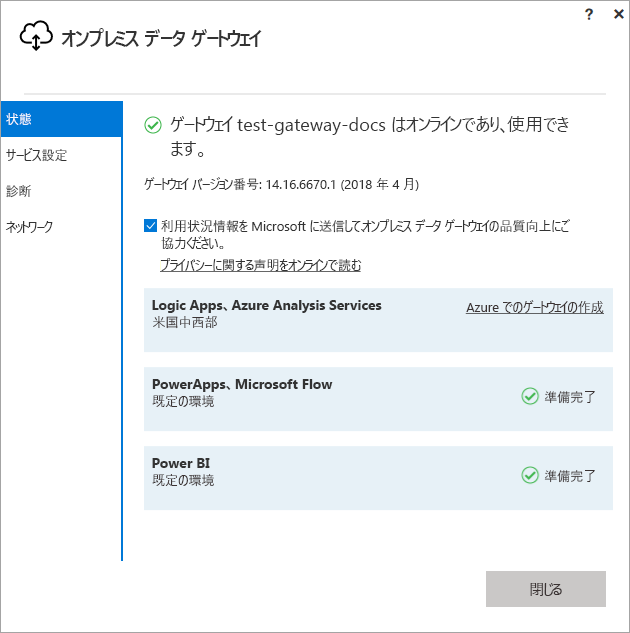 ? ×
オンプレミス データ ゲートウェイ
状態
サービス設定
診断
ネットワーク
ゲートウェイ test-gateway-docs はオンラインであり、使用でき
ます。
ゲートウェイ バージョン番号: 14.16.6670.1 (2018 年 4 月)
利用状況情報を Microsoft に送信してオンプレミス データ ゲートウェイの品質向上にご
協力ください。
プライバシーに関する声明をオンラインで読む
Logic Apps、Azure Analysis Services
米国中西部
Azure でのゲートウェイの作成
PowerApps、Microsoft Flow
既定の環境
準備完了
Power BI
既定の環境
準備完了
閉じる